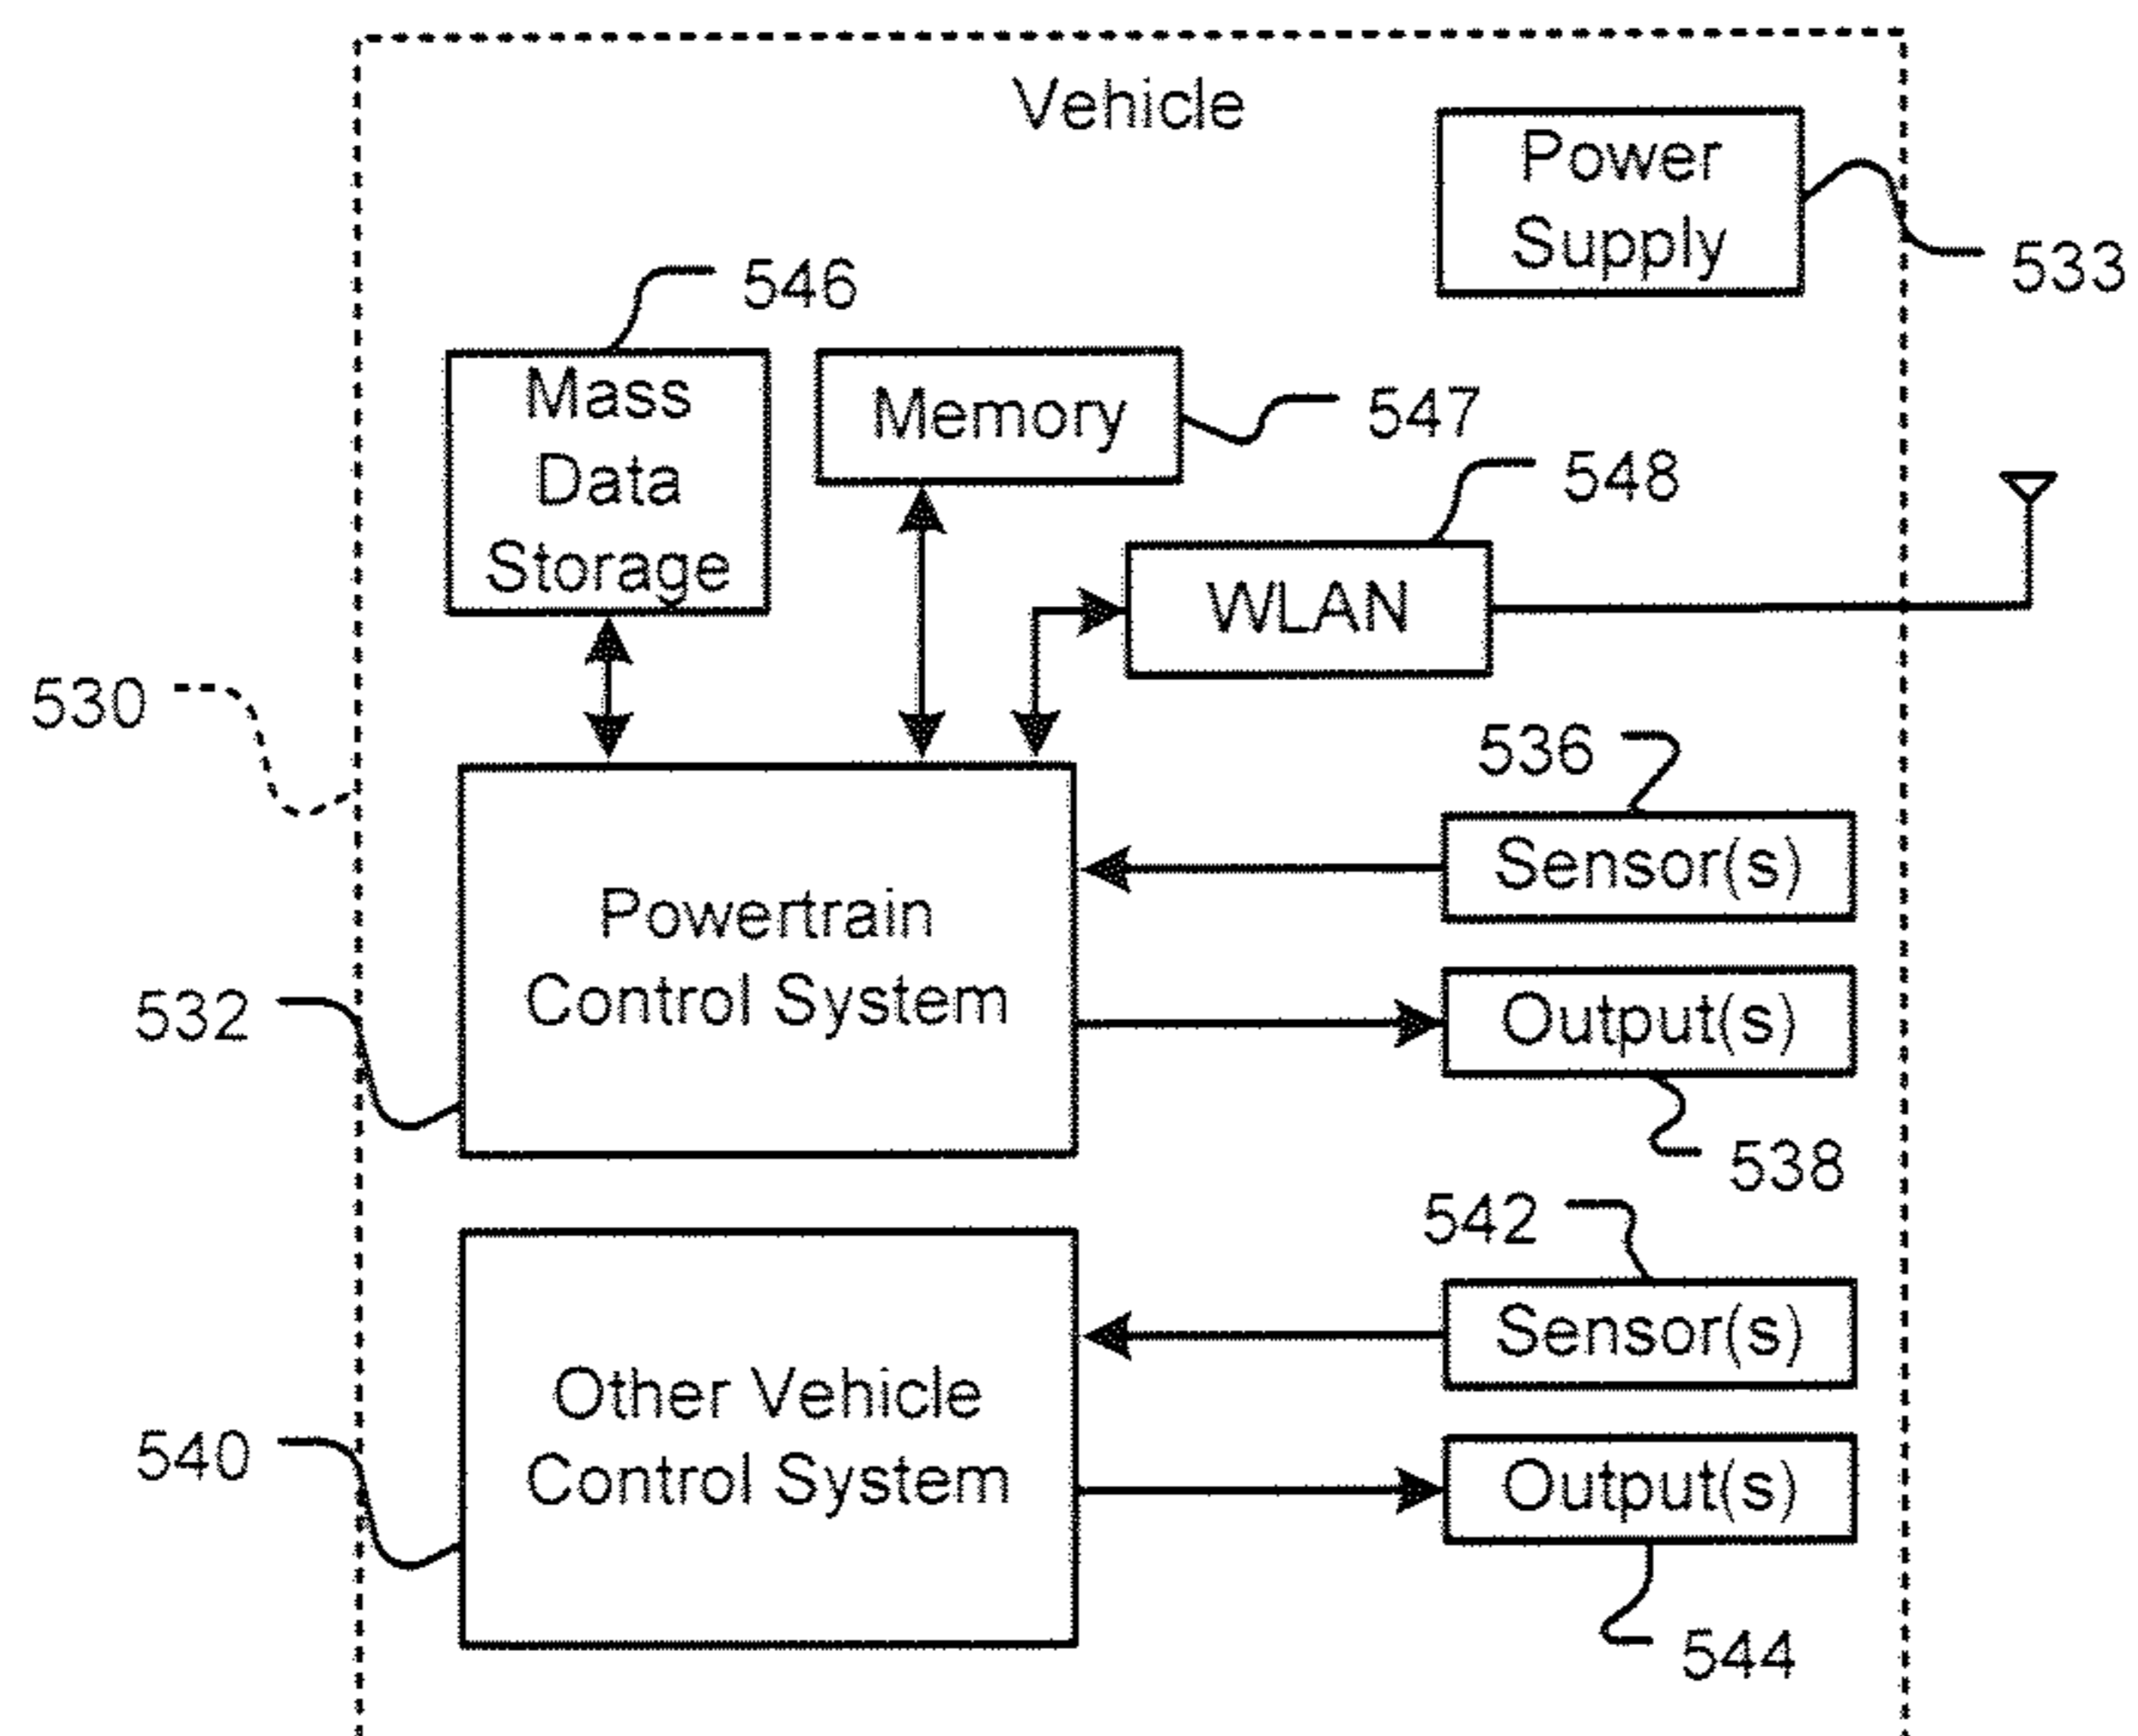 Vehicle
Power
Supply
533
546
Mass
Data
Storage
Memory
547
548
WLAN
530
536
Sensor(s)
Powertrain
Control System
532
Output(s)
538
542
Sensor(s)
Other Vehicle
Control System
540
Output(s)
544